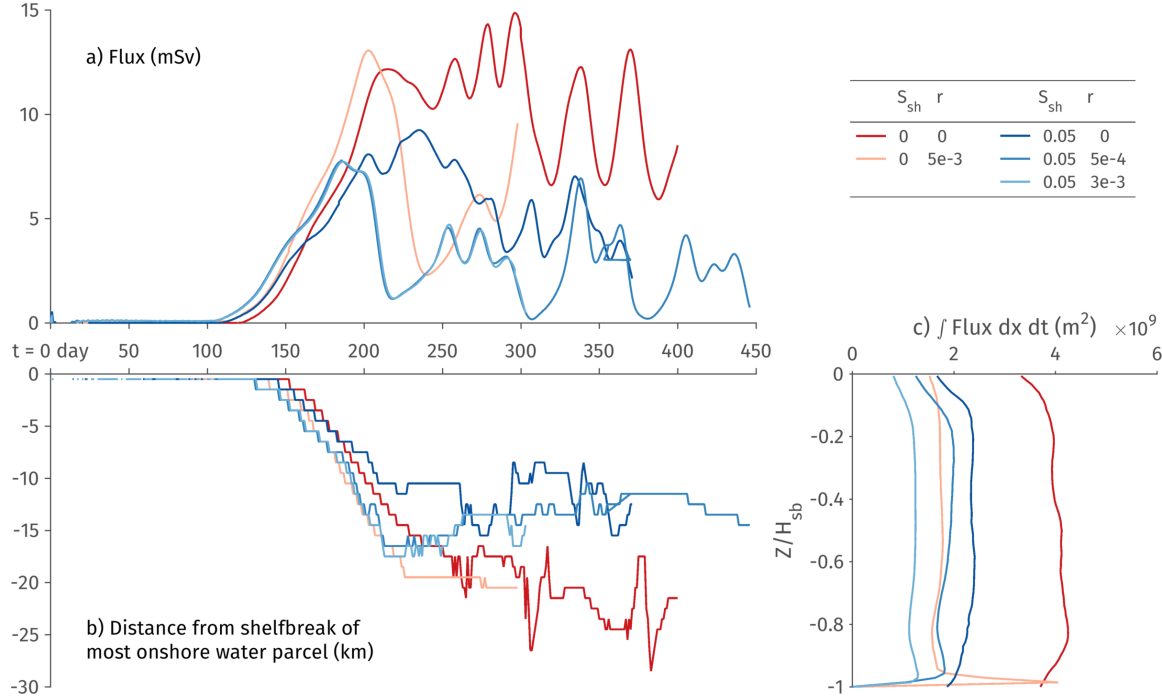 15
10
5
0
a) Flux (mSv)
S_sh r S_sh r
0 0 0.05 0
0 5e-3 0.05 5e-4
0.05 3e-3
t = 0 day 50 100 150 200 250 300 350 400 450
0
-5
-10
-15
-20
-25
-30
b) Distance from shelfbreak of
most onshore water parcel (km)
c) ∫ Flux dx dt (m²) ×10⁹
0 2 4 6
0
-0.2
-0.4
-0.6
-0.8
-1
Z/H_sb